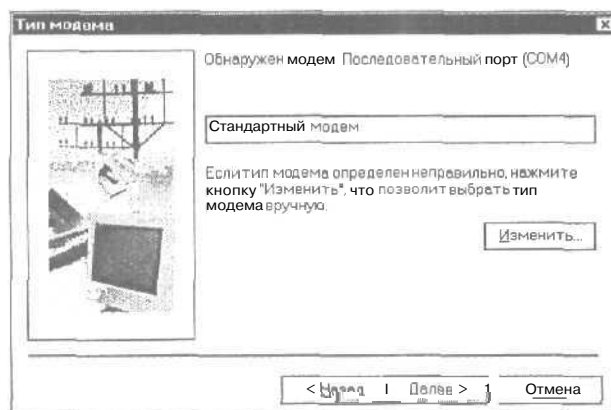 Тип модема
Обнаружен модем Последовательный порт (COM4)
Стандартный модем
Если тип модема определен неправильно, нажмите
кнопку "Изменить", что позволит выбрать тип
модема вручную.
Изменить...
< Назад Далее > Отмена